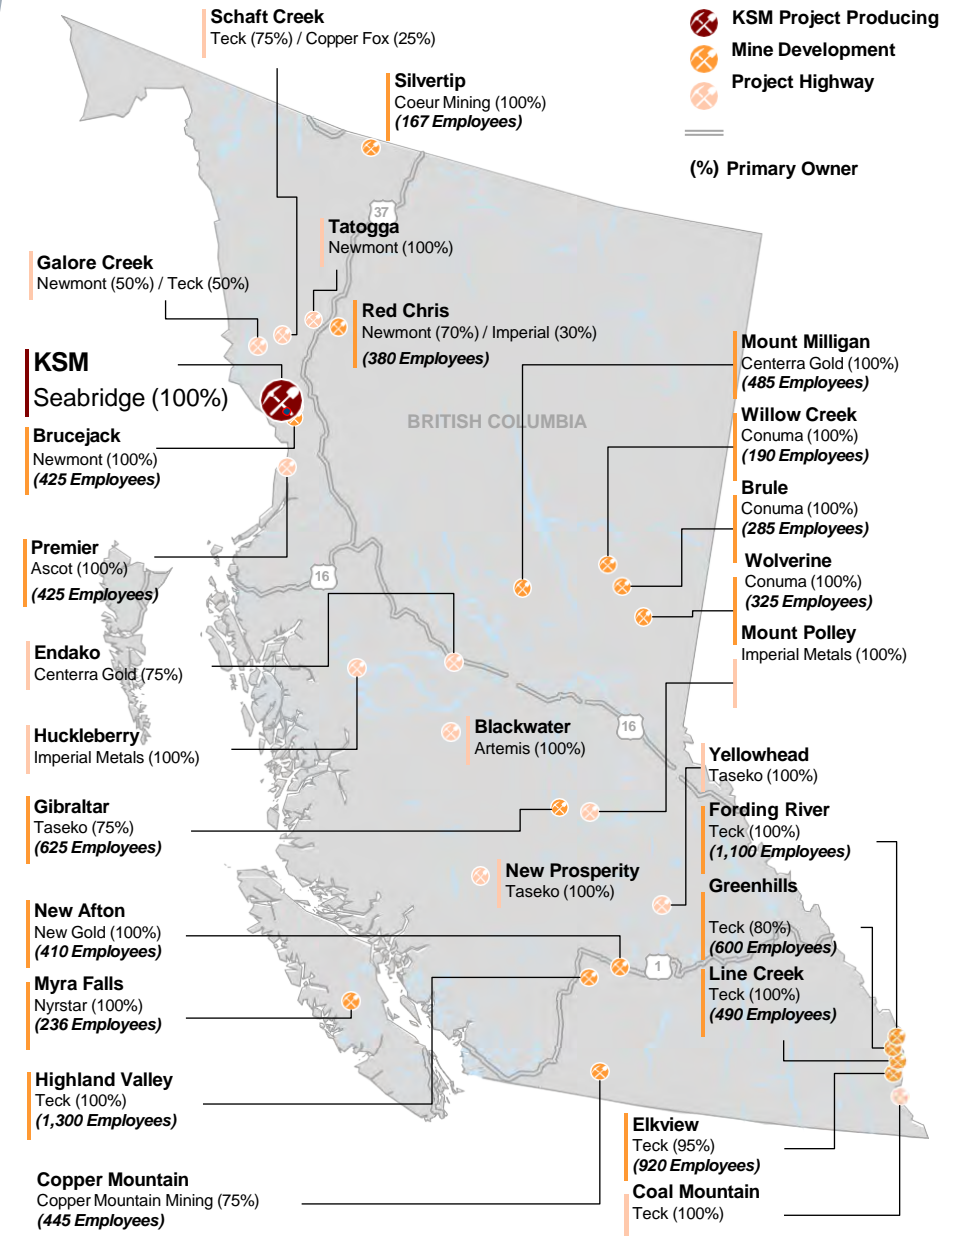 Schaft Creek
Teck (75%) / Copper Fox (25%)
KSM Project Producing
Mine Development
Project Highway
(%) Primary Owner
Silvertip
Coeur Mining (100%)
(167 Employees)
37
Tatogga
Newmont (100%)
Galore Creek
Newmont (50%) / Teck (50%)
Red Chris
Newmont (70%) / Imperial (30%)
(380 Employees)
KSM
Seabridge (100%)
BRITISH COLUMBIA
Mount Milligan
Centerra Gold (100%)
(485 Employees)
Willow Creek
Conuma (100%)
(190 Employees)
Brucejack
Newmont (100%)
(425 Employees)
Brule
Conuma (100%)
(285 Employees)
Premier
Ascot (100%)
(425 Employees)
16
Wolverine
Conuma (100%)
(325 Employees)
Mount Polley
Imperial Metals (100%)
Endako
Centerra Gold (75%)
Huckleberry
Imperial Metals (100%)
Blackwater
Artemis (100%)
16
Yellowhead
Taseko (100%)
Gibraltar
Taseko (75%)
(625 Employees)
Fording River
Teck (100%)
(1,100 Employees)
New Prosperity
Taseko (100%)
Greenhills
Teck (80%)
(600 Employees)
New Afton
New Gold (100%)
(410 Employees)
1
Line Creek
Teck (100%)
(490 Employees)
Myra Falls
Nyrstar (100%)
(236 Employees)
Highland Valley
Teck (100%)
(1,300 Employees)
Elkview
Teck (95%)
(920 Employees)
Copper Mountain
Copper Mountain Mining (75%)
(445 Employees)
Coal Mountain
Teck (100%)